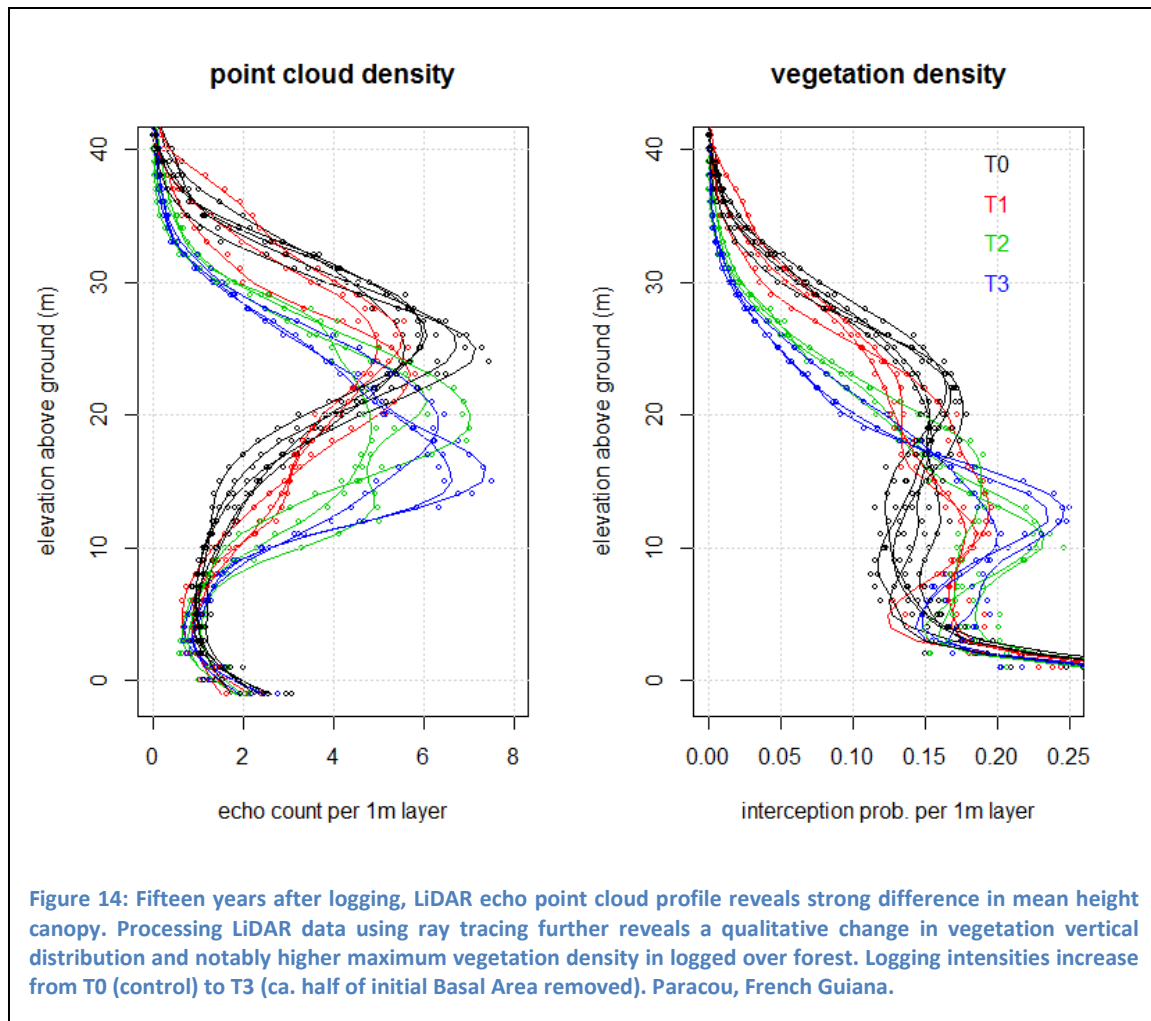 point cloud density
elevation above ground (m)
40
30
20
10
0
0 2 4 6 8
echo count per 1m layer
vegetation density
elevation above ground (m)
40
30
20
10
0
T0
T1
T2
T3
0.00 0.05 0.10 0.15 0.20 0.25
interception prob. per 1m layer
Figure 14: Fifteen years after logging, LiDAR echo point cloud profile reveals strong difference in mean height
canopy. Processing LiDAR data using ray tracing further reveals a qualitative change in vegetation vertical
distribution and notably higher maximum vegetation density in logged over forest. Logging intensities increase
from T0 (control) to T3 (ca. half of initial Basal Area removed). Paracou, French Guiana.